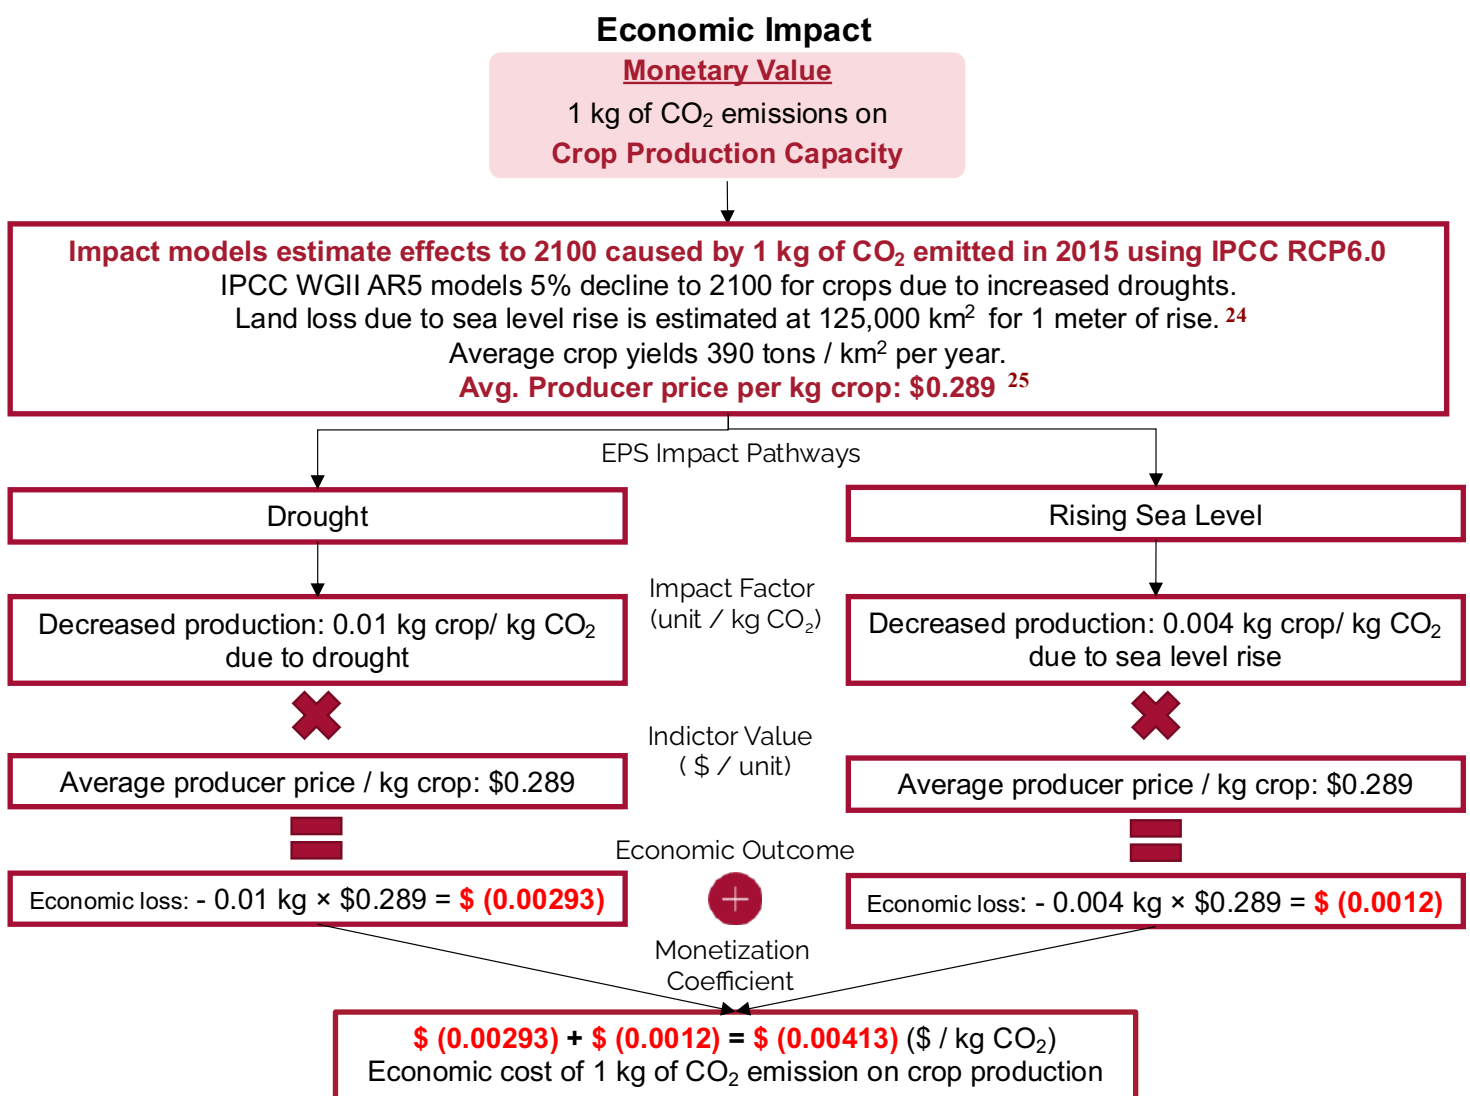 Economic Impact
Monetary Value
1 kg of CO₂ emissions on
Crop Production Capacity
Impact models estimate effects to 2100 caused by 1 kg of CO₂ emitted in 2015 using IPCC RCP6.0
IPCC WGII AR5 models 5% decline to 2100 for crops due to increased droughts.
Land loss due to sea level rise is estimated at 125,000 km² for 1 meter of rise. 24
Average crop yields 390 tons / km² per year.
Avg. Producer price per kg crop: $0.289 25
EPS Impact Pathways
Drought
Rising Sea Level
Impact Factor
(unit / kg CO₂)
Decreased production: 0.01 kg crop/ kg CO₂
due to drought
Decreased production: 0.004 kg crop/ kg CO₂
due to sea level rise
Indictor Value
( $ / unit)
Average producer price / kg crop: $0.289
Average producer price / kg crop: $0.289
Economic Outcome
Economic loss: - 0.01 kg × $0.289 = $ (0.00293)
Economic loss: - 0.004 kg × $0.289 = $ (0.0012)
Monetization
Coefficient
$ (0.00293) + $ (0.0012) = $ (0.00413) ($ / kg CO₂)
Economic cost of 1 kg of CO₂ emission on crop production